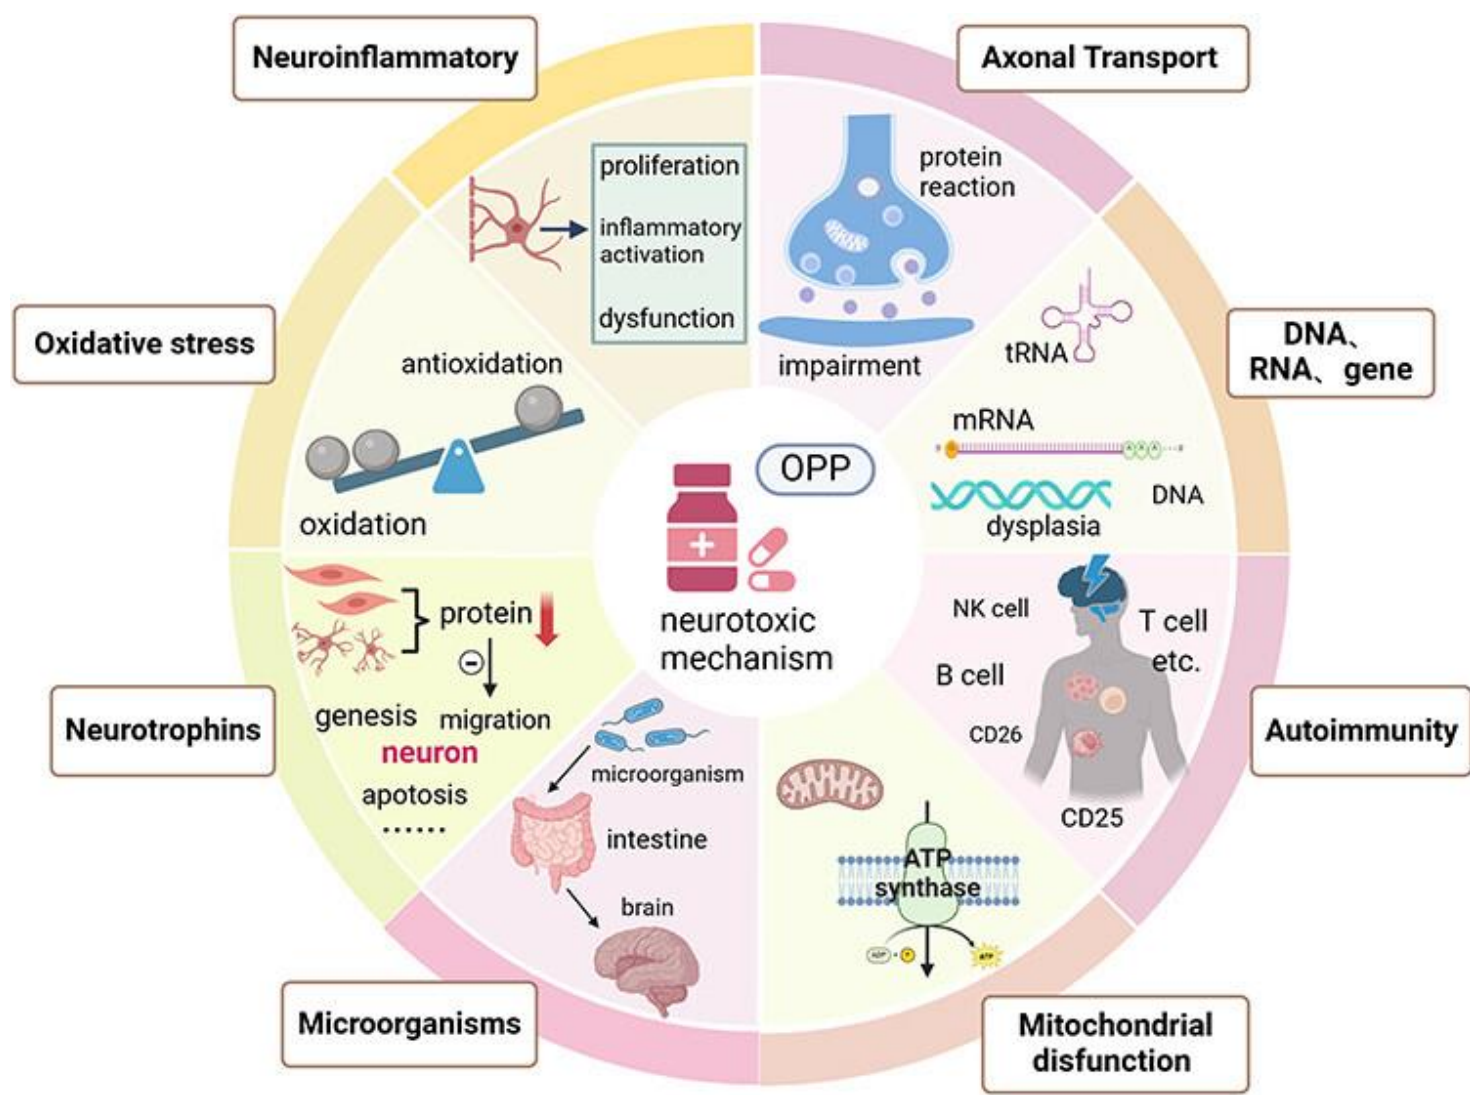 Neuroinflammatory
Axonal Transport
proliferation
inflammatory
activation
dysfunction
protein
reaction
impairment
Oxidative stress
antioxidation
oxidation
tRNA
mRNA
A A A
DNA
dysplasia
DNA、
RNA、gene
OPP
neurotoxic
mechanism
protein
genesis
migration
neuron
apotosis
......
Neurotrophins
NK cell
T cell
etc.
B cell
CD26
CD25
Autoimmunity
microorganism
intestine
brain
Microorganisms
ATP
synthase
ADP + P
ATP
Mitochondrial
disfunction